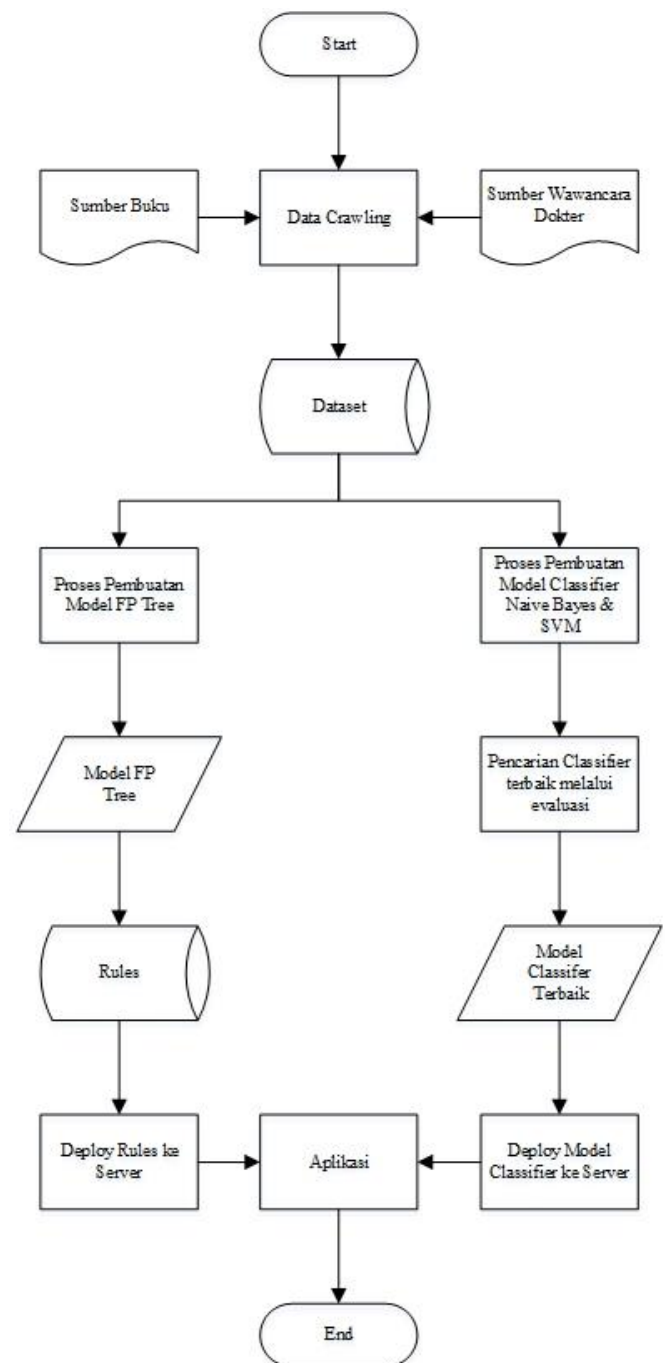 Start
Sumber Buku
Data Crawling
Sumber Wawancara
Dokter
Dataset
Proses Pembuatan
Model FP Tree
Proses Pembuatan
Model Classifier
Naive Bayes &
SVM
Model FP
Tree
Pencarian Classifier
terbaik melalui
evaluasi
Rules
Model
Classifer
Terbaik
Deploy Rules ke
Server
Aplikasi
Deploy Model
Classifier ke Server
End